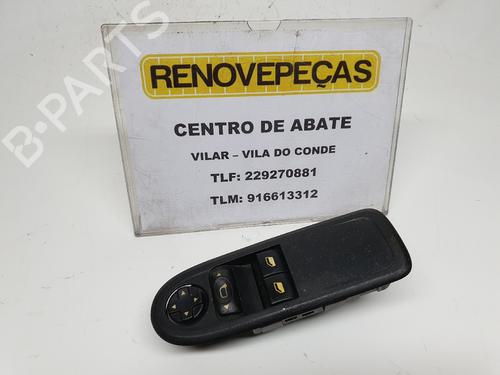 B-PARTS
RENOVEPEÇAS
CENTRO DE ABATE
VILAR – VILA DO CONDE
TLF: 229270881
TLM: 916613312